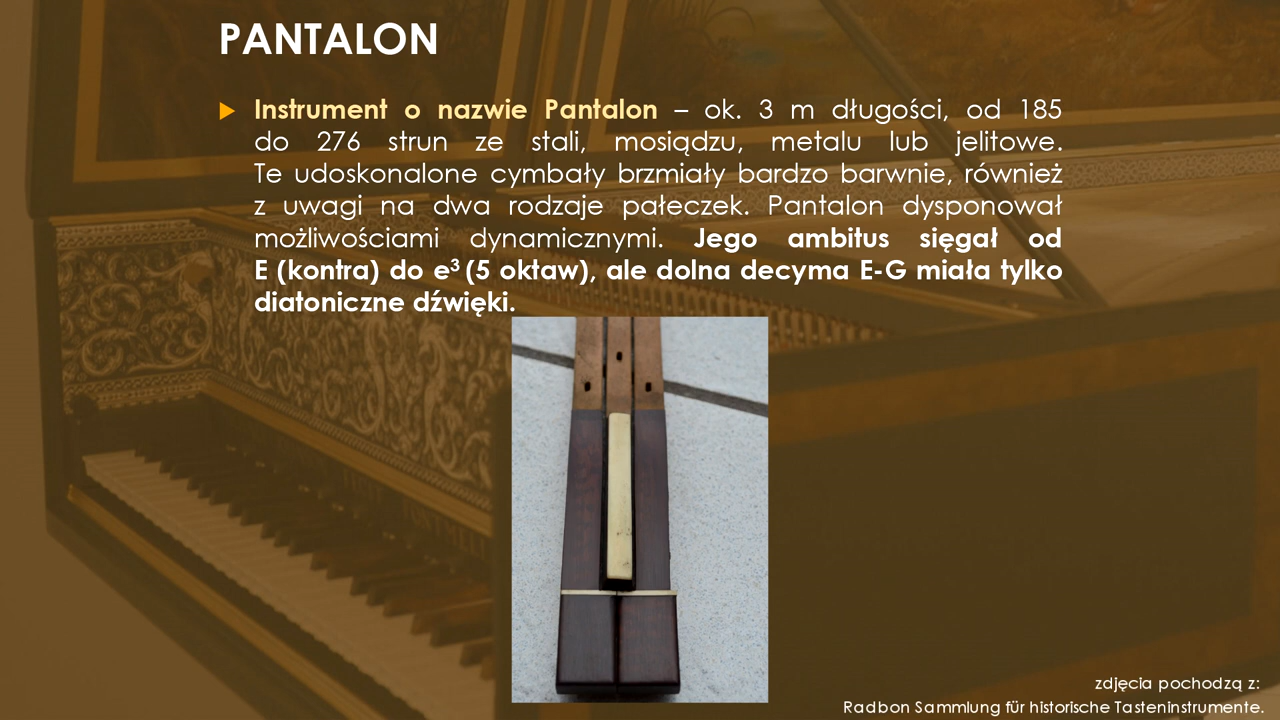 PANTALON
Instrument o nazwie Pantalon – ok. 3 m długości, od 185
do 276 strun ze stali, mosiądzu, metalu lub jelitowe.
Te udoskonalone cymbały brzmiały bardzo barwnie, również
z uwagi na dwa rodzaje pałeczek. Pantalon dysponował
możliwościami dynamicznymi. Jego ambitus sięgał od
E (kontra) do e³ (5 oktaw), ale dolna decyma E-G miała tylko
diatoniczne dźwięki.
zdjęcia pochodzą z:
Radbon Sammlung für historische Tasteninstrumente.